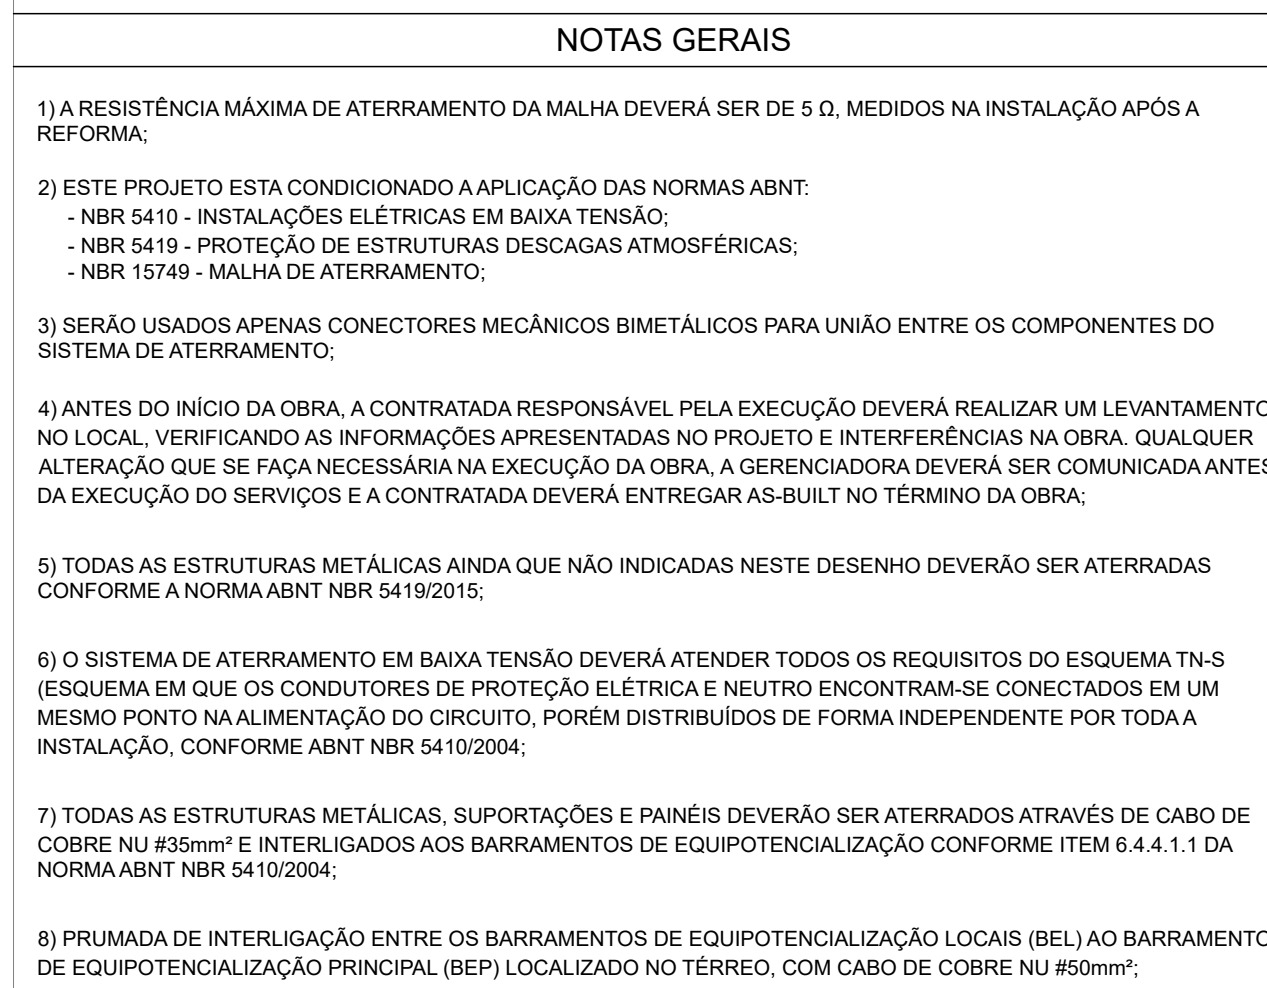 NOTAS GERAIS
1) A RESISTÊNCIA MÁXIMA DE ATERRAMENTO DA MALHA DEVERÁ SER DE 5 Ω, MEDIDOS NA INSTALAÇÃO APÓS A
REFORMA;
2) ESTE PROJETO ESTA CONDICIONADO A APLICAÇÃO DAS NORMAS ABNT:
- NBR 5410 - INSTALAÇÕES ELÉTRICAS EM BAIXA TENSÃO;
- NBR 5419 - PROTEÇÃO DE ESTRUTURAS DESCAGAS ATMOSFÉRICAS;
- NBR 15749 - MALHA DE ATERRAMENTO;
3) SERÃO USADOS APENAS CONECTORES MECÂNICOS BIMETÁLICOS PARA UNIÃO ENTRE OS COMPONENTES DO
SISTEMA DE ATERRAMENTO;
4) ANTES DO INÍCIO DA OBRA, A CONTRATADA RESPONSÁVEL PELA EXECUÇÃO DEVERÁ REALIZAR UM LEVANTAMENTO
NO LOCAL, VERIFICANDO AS INFORMAÇÕES APRESENTADAS NO PROJETO E INTERFERÊNCIAS NA OBRA. QUALQUER
ALTERAÇÃO QUE SE FAÇA NECESSÁRIA NA EXECUÇÃO DA OBRA, A GERENCIADORA DEVERÁ SER COMUNICADA ANTES
DA EXECUÇÃO DO SERVIÇOS E A CONTRATADA DEVERÁ ENTREGAR AS-BUILT NO TÉRMINO DA OBRA;
5) TODAS AS ESTRUTURAS METÁLICAS AINDA QUE NÃO INDICADAS NESTE DESENHO DEVERÃO SER ATERRADAS
CONFORME A NORMA ABNT NBR 5419/2015;
6) O SISTEMA DE ATERRAMENTO EM BAIXA TENSÃO DEVERÁ ATENDER TODOS OS REQUISITOS DO ESQUEMA TN-S
(ESQUEMA EM QUE OS CONDUTORES DE PROTEÇÃO ELÉTRICA E NEUTRO ENCONTRAM-SE CONECTADOS EM UM
MESMO PONTO NA ALIMENTAÇÃO DO CIRCUITO, PORÉM DISTRIBUÍDOS DE FORMA INDEPENDENTE POR TODA A
INSTALAÇÃO, CONFORME ABNT NBR 5410/2004;
7) TODAS AS ESTRUTURAS METÁLICAS, SUPORTAÇÕES E PAINÉIS DEVERÃO SER ATERRADOS ATRAVÉS DE CABO DE
COBRE NU #35mm² E INTERLIGADOS AOS BARRAMENTOS DE EQUIPOTENCIALIZAÇÃO CONFORME ITEM 6.4.4.1.1 DA
NORMA ABNT NBR 5410/2004;
8) PRUMADA DE INTERLIGAÇÃO ENTRE OS BARRAMENTOS DE EQUIPOTENCIALIZAÇÃO LOCAIS (BEL) AO BARRAMENTO
DE EQUIPOTENCIALIZAÇÃO PRINCIPAL (BEP) LOCALIZADO NO TÉRREO, COM CABO DE COBRE NU #50mm²;